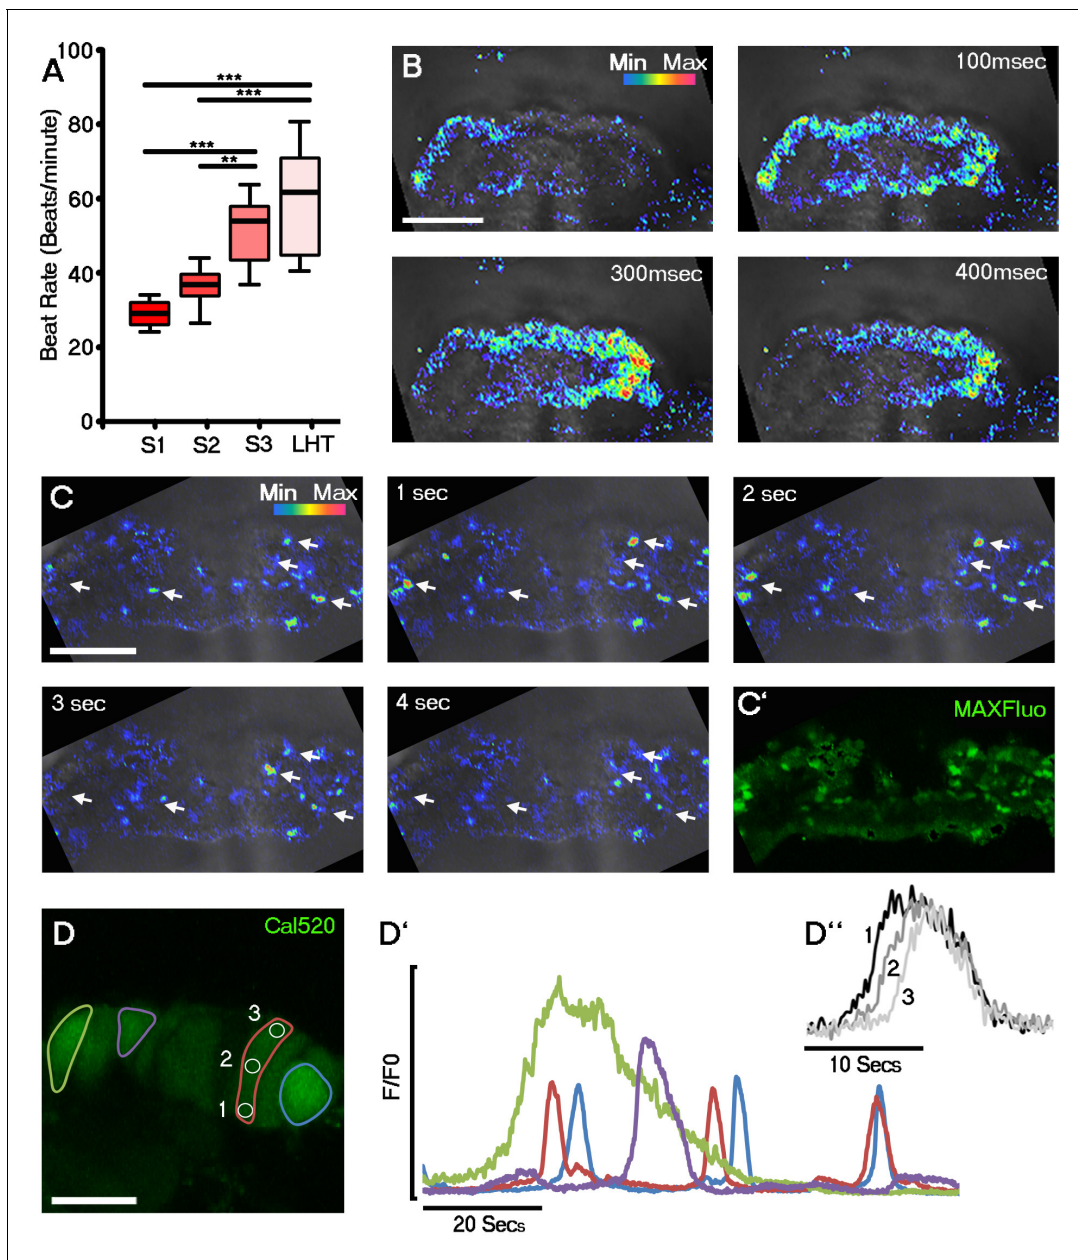 A
Beat Rate (Beats/minute)
100
80
60
40
20
0
***
***
***
**
S1 S2 S3 LHT
B
Min Max
100msec
300msec
400msec
C
Min Max
1 sec
2 sec
3 sec
4 sec
C'
MAXFluo
D
Cal520
3
2
1
D'
F/F0
20 Secs
D''
1
2
3
10 Secs